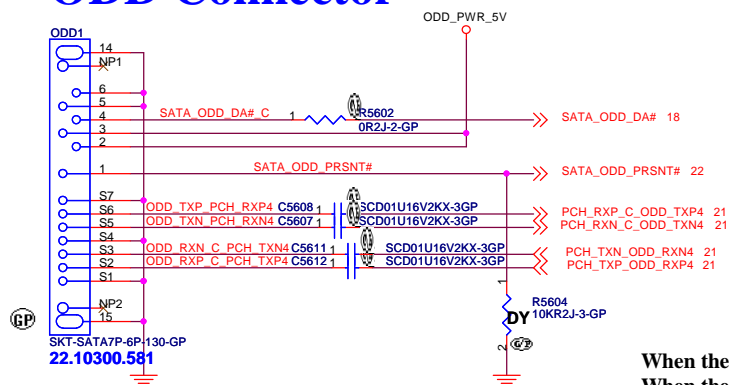 ODD Connector
ODD_PWR_5V
ODD1
14
NP1
6
5
4
SATA_ODD_DA#_C
1
R5602
0R2J-2-GP
SATA_ODD_DA# 18
3
2
1
SATA_ODD_PRSNT#
SATA_ODD_PRSNT# 22
S7
S6
ODD_TXP_PCH_RXP4 C5608 1
SCD01U16V2KX-3GP
PCH_RXP_C_ODD_TXP4 21
S5
ODD_TXN_PCH_RXN4 C5607 1
SCD01U16V2KX-3GP
PCH_RXN_C_ODD_TXN4 21
S4
S3
ODD_RXN_C_PCH_TXN4 C5611 1
SCD01U16V2KX-3GP
PCH_TXN_ODD_RXN4 21
S2
ODD_RXP_C_PCH_TXP4 C5612 1
SCD01U16V2KX-3GP
PCH_TXP_ODD_RXP4 21
S1
NP2
15
GP
SKT-SATA7P-6P-130-GP
22.10300.581
1
R5604
DY 10KR2J-3-GP
2
GP
When the
When the